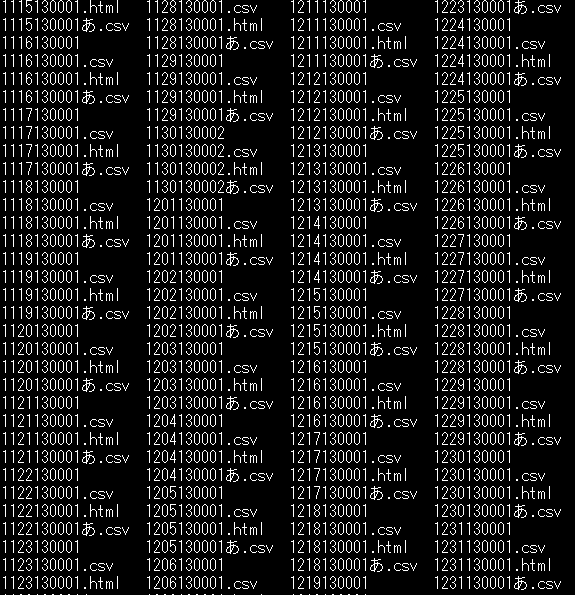 1115130001.html 1128130001.csv 1211130001 1223130001あ.csv
1115130001あ.csv 1128130001.html 1211130001.csv 1224130001
1116130001 1128130001あ.csv 1211130001.html 1224130001.csv
1116130001.csv 1129130001 1211130001あ.csv 1224130001.html
1116130001.html 1129130001.csv 1212130001 1224130001あ.csv
1116130001あ.csv 1129130001.html 1212130001.csv 1225130001
1117130001 1129130001あ.csv 1212130001.html 1225130001.csv
1117130001.csv 1130130002 1212130001あ.csv 1225130001.html
1117130001.html 1130130002.csv 1213130001 1225130001あ.csv
1117130001あ.csv 1130130002.html 1213130001.csv 1226130001
1118130001 1130130002あ.csv 1213130001.html 1226130001.csv
1118130001.csv 1201130001 1213130001あ.csv 1226130001.html
1118130001.html 1201130001.csv 1214130001 1226130001あ.csv
1118130001あ.csv 1201130001.html 1214130001.csv 1227130001
1119130001 1201130001あ.csv 1214130001.html 1227130001.csv
1119130001.csv 1202130001 1214130001あ.csv 1227130001.html
1119130001.html 1202130001.csv 1215130001 1227130001あ.csv
1119130001あ.csv 1202130001.html 1215130001.csv 1228130001
1120130001 1202130001あ.csv 1215130001.html 1228130001.csv
1120130001.csv 1203130001 1215130001あ.csv 1228130001.html
1120130001.html 1203130001.csv 1216130001 1228130001あ.csv
1120130001あ.csv 1203130001.html 1216130001.csv 1229130001
1121130001 1203130001あ.csv 1216130001.html 1229130001.csv
1121130001.csv 1204130001 1216130001あ.csv 1229130001.html
1121130001.html 1204130001.csv 1217130001 1229130001あ.csv
1121130001あ.csv 1204130001.html 1217130001.csv 1230130001
1122130001 1204130001あ.csv 1217130001.html 1230130001.csv
1122130001.csv 1205130001 1217130001あ.csv 1230130001.html
1122130001.html 1205130001.csv 1218130001 1230130001あ.csv
1122130001あ.csv 1205130001.html 1218130001.csv 1231130001
1123130001 1205130001あ.csv 1218130001.html 1231130001.csv
1123130001.csv 1206130001 1218130001あ.csv 1231130001.html
1123130001.html 1206130001.csv 1219130001 1231130001あ.csv